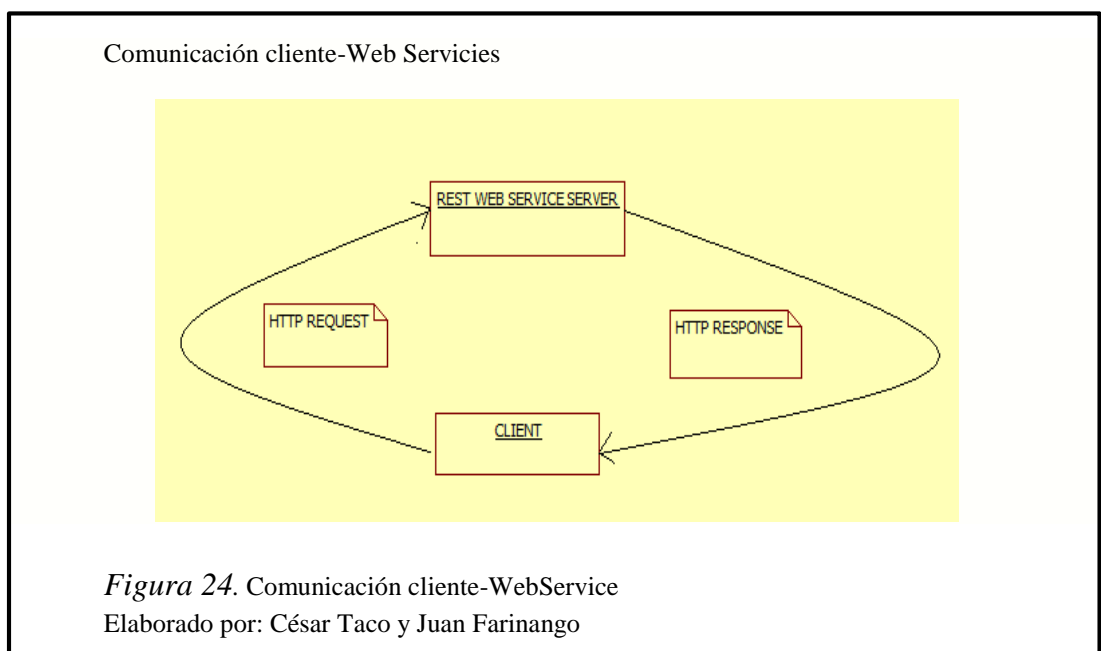 Comunicación cliente-Web Servicies
REST WEB SERVICE SERVER
HTTP REQUEST
HTTP RESPONSE
CLIENT
Figura 24. Comunicación cliente-WebService
Elaborado por: César Taco y Juan Farinango